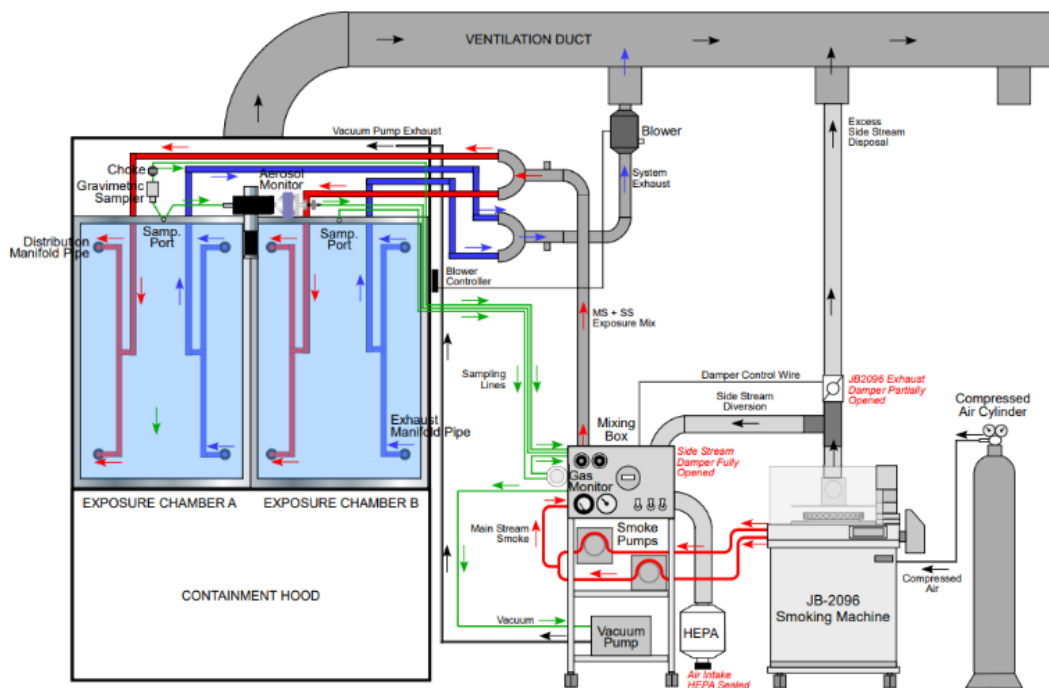 VENTILATION DUCT
Vacuum Pump Exhaust
Blower
Excess
Side Stream
Disposal
Choke
Gravimetric
Sampler
Aerosol
Monitor
System
Exhaust
Samp.
Port
Samp.
Port
Distribution
Manifold Pipe
Blower
Controller
MS + SS
Exposure Mix
Sampling
Lines
Damper Control Wire
JB2096 Exhaust
Damper Partially
Opened
Side Stream
Diversion
Compressed
Air Cylinder
Exhaust
Manifold Pipe
Mixing
Box
Side Stream
Damper Fully
Opened
Gas
Monitor
EXPOSURE CHAMBER A
EXPOSURE CHAMBER B
Main Stream
Smoke
Smoke
Pumps
Compressed
Air
CONTAINMENT HOOD
JB-2096
Smoking Machine
Vacuum
Vacuum
Pump
HEPA
Air Intake
HEPA Sealed